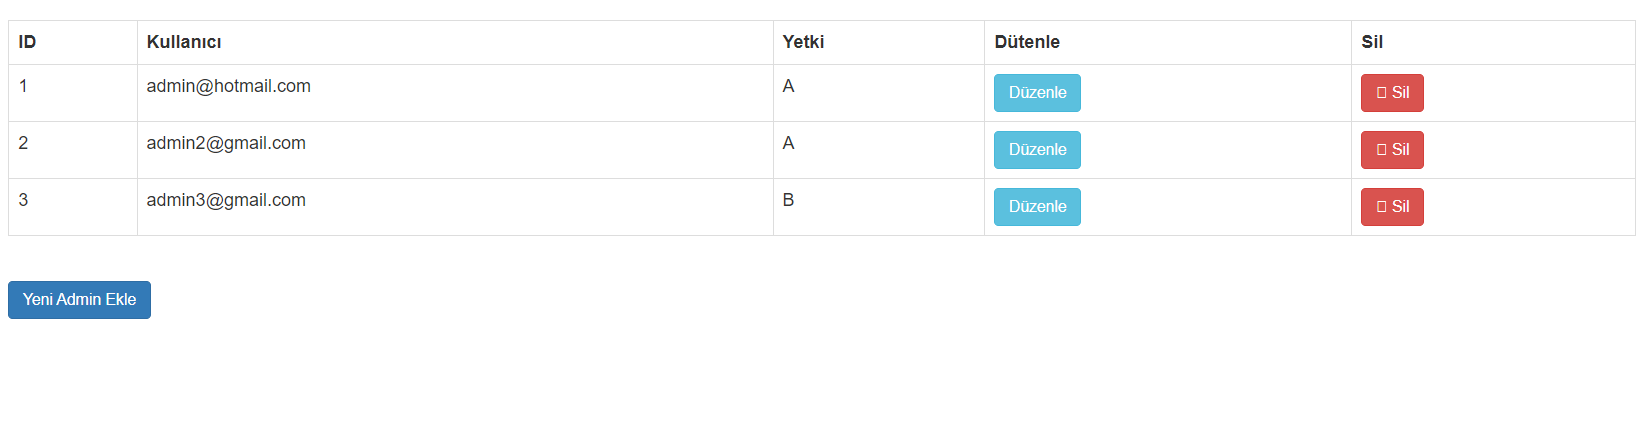 ID Kullanıcı Yetki Dütenle Sil
1 admin@hotmail.com A Düzenle Sil
2 admin2@gmail.com A Düzenle Sil
3 admin3@gmail.com B Düzenle Sil
Yeni Admin Ekle